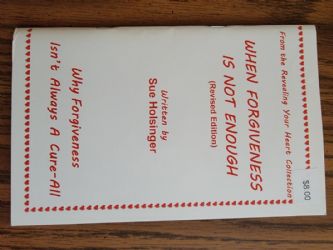 From the Revealing Your Heart Collection
WHEN FORGIVENESS
IS NOT ENOUGH
(Revised Edition)
Written by
Sue Holsinger
Why Forgiveness
Isn't Always A Cure-All
$8.00